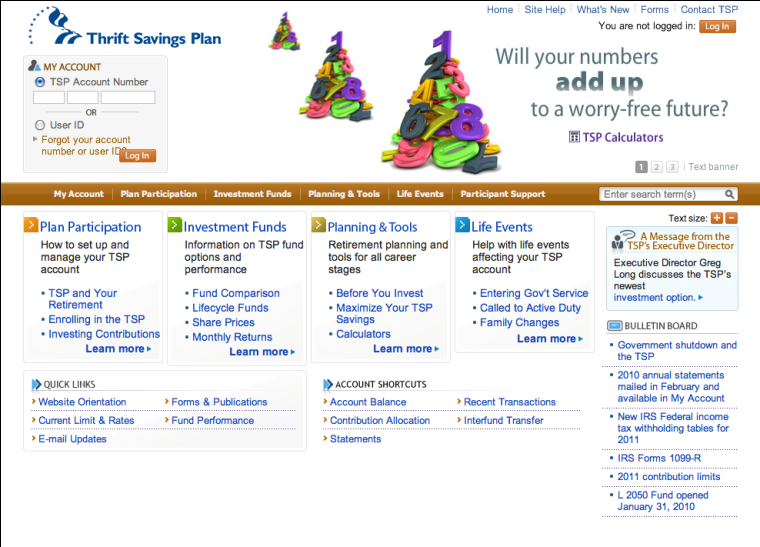 Home Site Help What's New Forms Contact TSP
You are not logged in: Log In
Thrift Savings Plan
MY ACCOUNT
TSP Account Number
OR
User ID
Forgot your account
number or user ID?
Log In
Will your numbers
add up
to a worry-free future?
TSP Calculators
1 2 3 Text banner
My Account Plan Participation Investment Funds Planning & Tools Life Events Participant Support
Enter search term(s)
Plan Participation
How to set up and
manage your TSP
account
• TSP and Your
Retirement
• Enrolling in the TSP
• Investing Contributions
Learn more
Investment Funds
Information on TSP fund
options and
performance
• Fund Comparison
• Lifecycle Funds
• Share Prices
• Monthly Returns
Learn more
Planning & Tools
Retirement planning and
tools for all career
stages
• Before You Invest
• Maximize Your TSP
Savings
• Calculators
Learn more
Life Events
Help with life events
affecting your TSP
account
• Entering Gov't Service
• Called to Active Duty
• Family Changes
Learn more
Text size: + −
A Message from the
TSP's Executive Director
Executive Director Greg
Long discusses the TSP's
newest
investment option.
BULLETIN BOARD
• Government shutdown and
the TSP
• 2010 annual statements
mailed in February and
available in My Account
• New IRS Federal income
tax withholding tables for
2011
• IRS Forms 1099-R
• 2011 contribution limits
• L 2050 Fund opened
January 31, 2010
QUICK LINKS
Website Orientation
Forms & Publications
Current Limit & Rates
Fund Performance
E-mail Updates
ACCOUNT SHORTCUTS
Account Balance
Recent Transactions
Contribution Allocation
Interfund Transfer
Statements